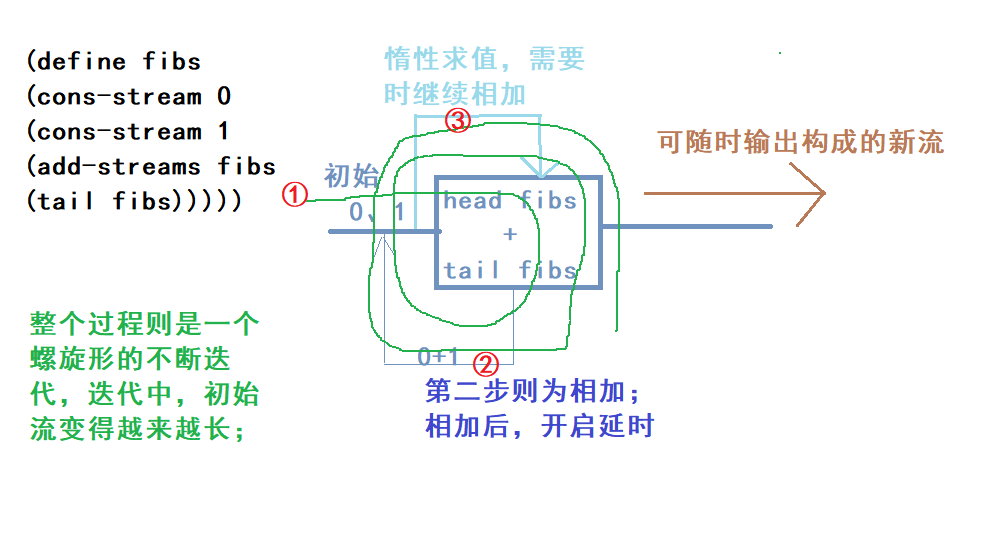 (define fibs
(cons-stream 0
(cons-stream 1
(add-streams fibs
(tail fibs)))))
惰性求值，需要
时继续相加
③
可随时输出构成的新流
初始
①
0、1
head fibs
+
tail fibs
整个过程则是一个
螺旋形的不断迭
代，迭代中，初始
流变得越来越长；
0+1
②
第二步则为相加；
相加后，开启延时